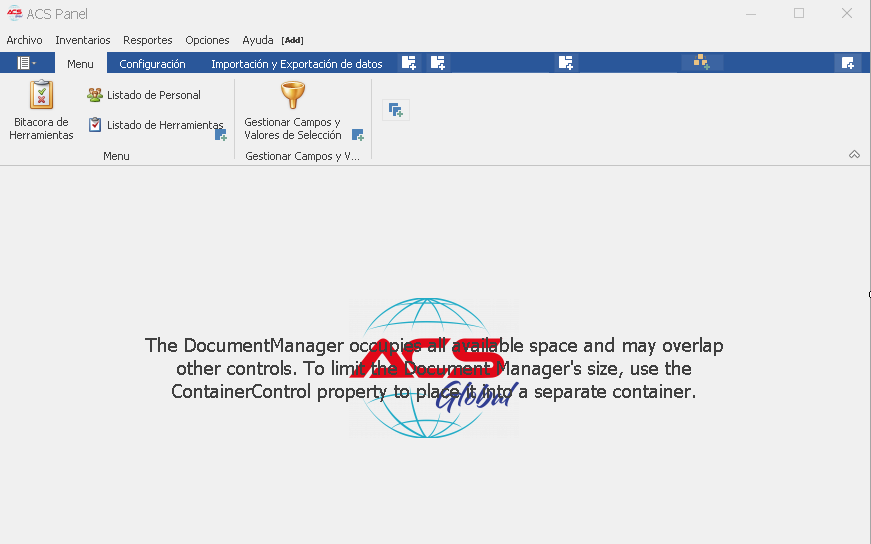 ACS Panel
Archivo Inventarios Resportes Opciones Ayuda [Add]
Menu Configuración Importación y Exportación de datos
Bitacora de
Herramientas
Listado de Personal
Listado de Herramientas
Menu
Gestionar Campos y
Valores de Selección
Gestionar Campos y V...
The DocumentManager occupies all available space and may overlap
other controls. To limit the Document Manager's size, use the
ContainerControl property to place it into a separate container.
ACS
Global